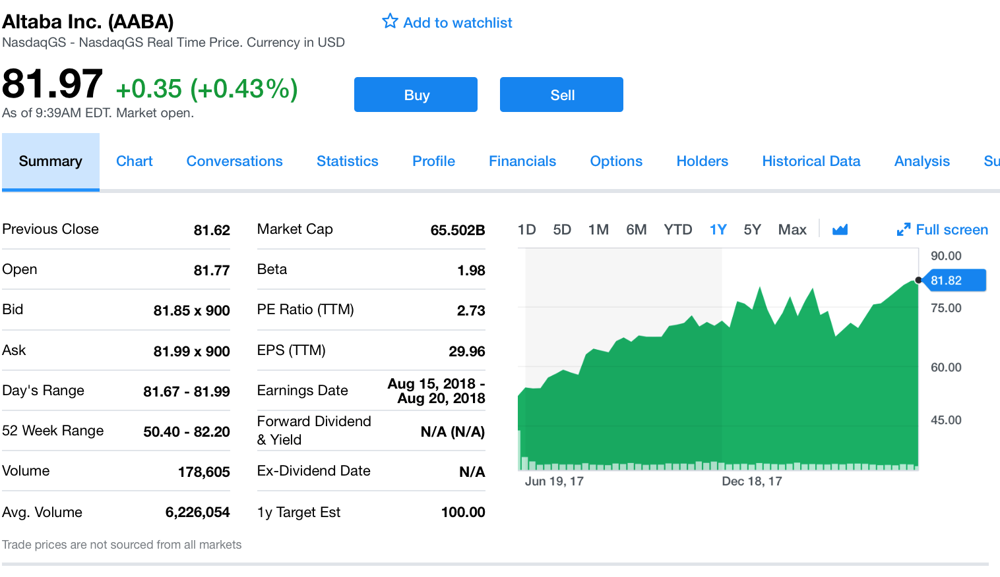 Altaba Inc. (AABA)
Add to watchlist
NasdaqGS - NasdaqGS Real Time Price. Currency in USD
81.97 +0.35 (+0.43%)
Buy
Sell
As of 9:39AM EDT. Market open.
Summary Chart Conversations Statistics Profile Financials Options Holders Historical Data Analysis Su
Previous Close 81.62
Open 81.77
Bid 81.85 x 900
Ask 81.99 x 900
Day's Range 81.67 - 81.99
52 Week Range 50.40 - 82.20
Volume 178,605
Avg. Volume 6,226,054
Market Cap 65.502B
Beta 1.98
PE Ratio (TTM) 2.73
EPS (TTM) 29.96
Earnings Date Aug 15, 2018 -
Aug 20, 2018
Forward Dividend
& Yield N/A (N/A)
Ex-Dividend Date N/A
1y Target Est 100.00
1D 5D 1M 6M YTD 1Y 5Y Max
Full screen
90.00
81.82
75.00
60.00
45.00
Jun 19, 17
Dec 18, 17
Trade prices are not sourced from all markets